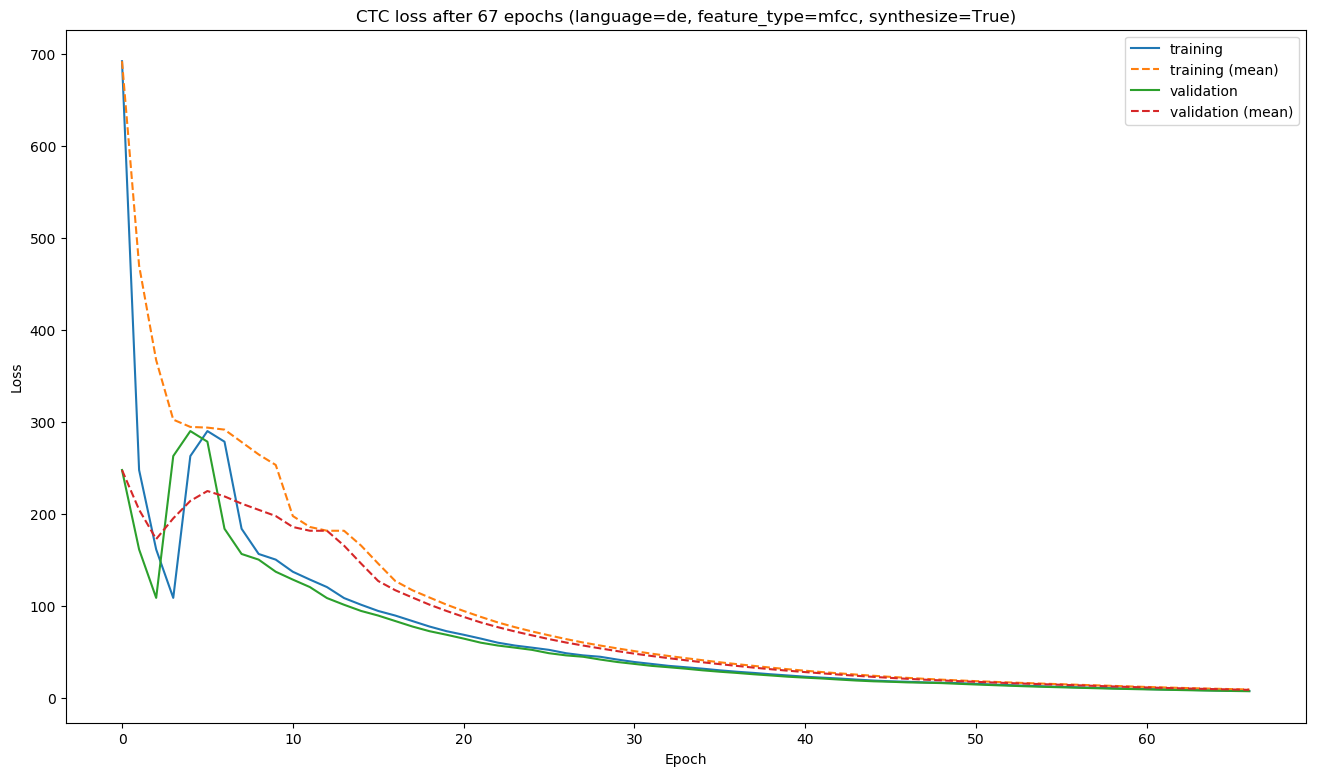 CTC loss after 67 epochs (language=de, feature_type=mfcc, synthesize=True)
training
training (mean)
validation
validation (mean)
Loss
700
600
500
400
300
200
100
0
0 10 20 30 40 50 60
Epoch